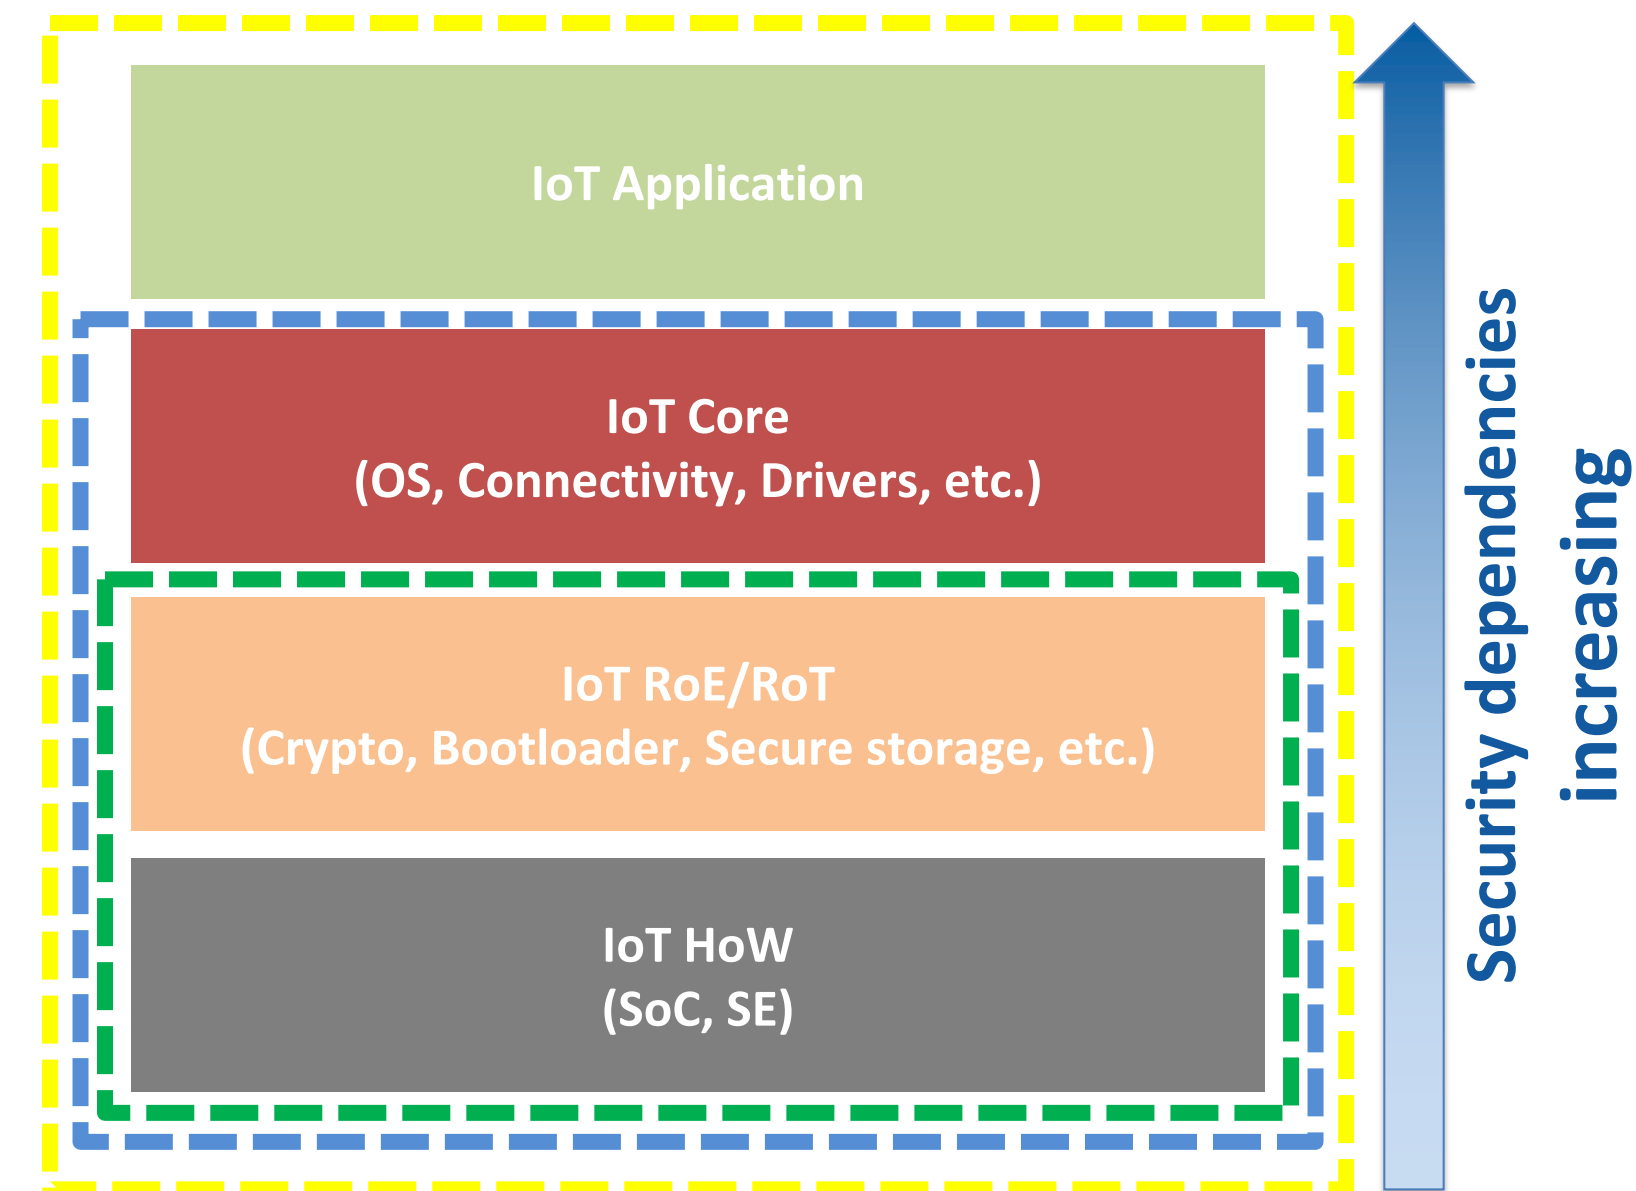 IoT Application
IoT Core
(OS, Connectivity, Drivers, etc.)
IoT RoE/RoT
(Crypto, Bootloader, Secure storage, etc.)
IoT HoW
(SoC, SE)
Security dependencies
increasing